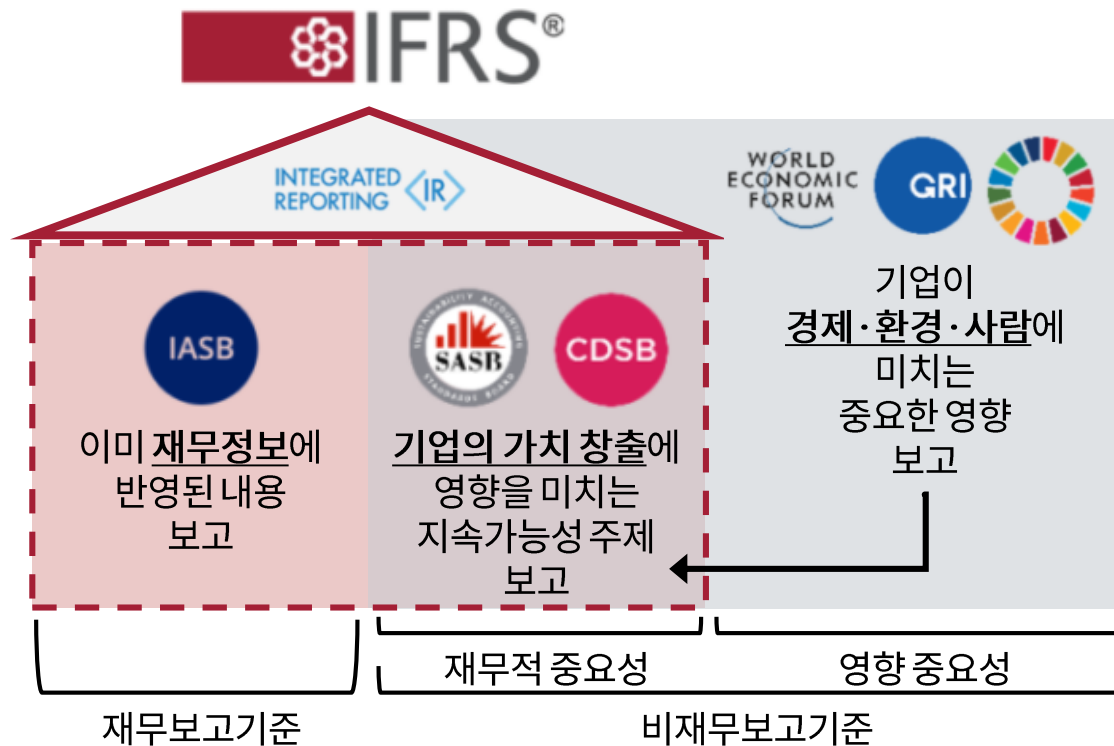 IFRS®
INTEGRATED
REPORTING <IR>
WORLD
ECONOMIC
FORUM
GRI
IASB
SUSTAINABILITY ACCOUNTING
SASB
STANDARDS BOARD
CDSB
이미 재무정보에
반영된 내용
보고
기업의 가치 창출에
영향을 미치는
지속가능성 주제
보고
기업이
경제·환경·사람에
미치는
중요한 영향
보고
재무적 중요성
영향 중요성
재무보고기준
비재무보고기준